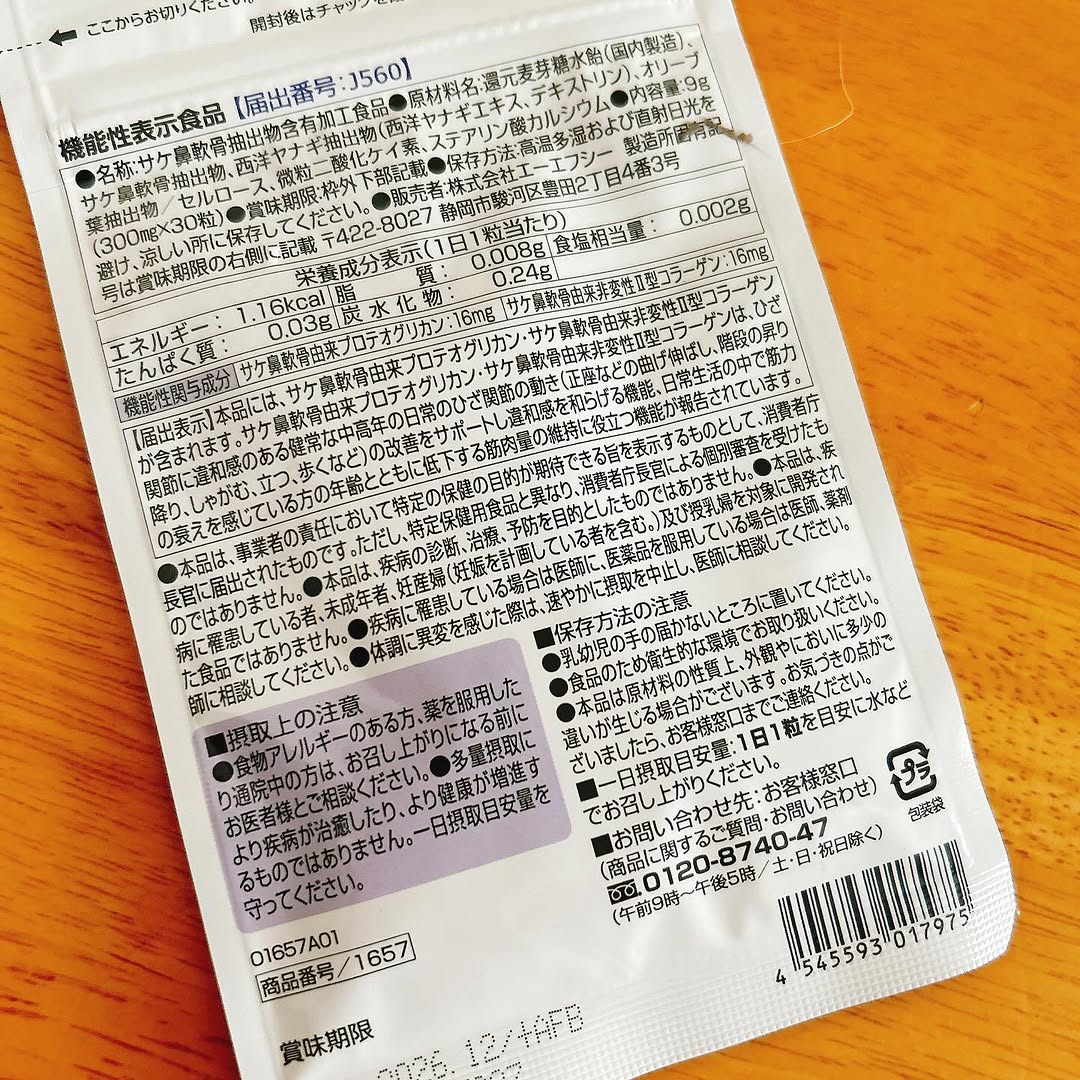 ここからお切りください。
開封後はチャックを
機能性表示食品【届出番号:J560】
●名称:サケ鼻軟骨抽出物含有加工食品●原材料名:還元麦芽糖水飴(国内製造)、
サケ鼻軟骨抽出物、西洋ヤナギ抽出物(西洋ヤナギエキス、デキストリン)、オリーブ
葉抽出物/セルロース、微粒二酸化ケイ素、ステアリン酸カルシウム●内容量:9g
(300mg×30粒)●賞味期限:枠外下部記載●保存方法:高温多湿および直射日光を
避け、涼しい所に保存してください。●販売者:株式会社エーエフシー 製造所固有記
号は賞味期限の右側に記載 〒422-8027 静岡市駿河区豊田2丁目4番3号
栄養成分表示(1日1粒当たり)
エネルギー: 1.16kcal 脂質: 0.008g 食塩相当量: 0.002g
たんぱく質: 0.03g 炭水化物: 0.24g
機能性関与成分 サケ鼻軟骨由来プロテオグリカン:16mg サケ鼻軟骨由来非変性Ⅱ型コラーゲン:16mg
【届出表示】本品には、サケ鼻軟骨由来プロテオグリカン・サケ鼻軟骨由来非変性Ⅱ型コラーゲン
が含まれます。サケ鼻軟骨由来プロテオグリカン・サケ鼻軟骨由来非変性Ⅱ型コラーゲンは、ひざ
関節に違和感のある健常な中高年の日常のひざ関節の動き(正座などの曲げ伸ばし、階段の昇り
降り、しゃがむ、立つ、歩くなど)の改善をサポートし違和感を和らげる機能、日常生活の中で筋力
の衰えを感じている方の年齢とともに低下する筋肉量の維持に役立つ機能が報告されています。
●本品は、事業者の責任において特定の保健の目的が期待できる旨を表示するものとして、消費者庁
長官に届出されたものです。ただし、特定保健用食品と異なり、消費者庁長官による個別審査を受けたも
のではありません。●本品は、疾病の診断、治療、予防を目的としたものではありません。●本品は、疾
病に罹患している者、未成年者、妊産婦(妊娠を計画している者を含む。)及び授乳婦を対象に開発され
た食品ではありません。●疾病に罹患している場合は医師に、医薬品を服用している場合は医師、薬剤
師に相談してください。●体調に異変を感じた際は、速やかに摂取を中止し、医師に相談してください。
■摂取上の注意
●食物アレルギーのある方、薬を服用した
り通院中の方は、お召し上がりになる前に
お医者様とご相談ください。●多量摂取に
より疾病が治癒したり、より健康が増進す
るものではありません。一日摂取目安量を
守ってください。
■保存方法の注意
●乳幼児の手の届かないところに置いてください。
●食品のため衛生的な環境でお取り扱いください。
●本品は原材料の性質上、外観やにおいに多少の
違いが生じる場合がございます。お気づきの点がご
ざいましたら、お客様窓口までご連絡ください。
■一日摂取目安量:1日1粒を目安に水など
でお召し上がりください。
■お問い合わせ先:お客様窓口
(商品に関するご質問・お問い合わせ)
0120-8740-47
(午前9時~午後5時/土・日・祝日除く)
プラ
包装袋
01657A01
商品番号/1657
4 545593 017975
賞味期限
2026.12/+AFB